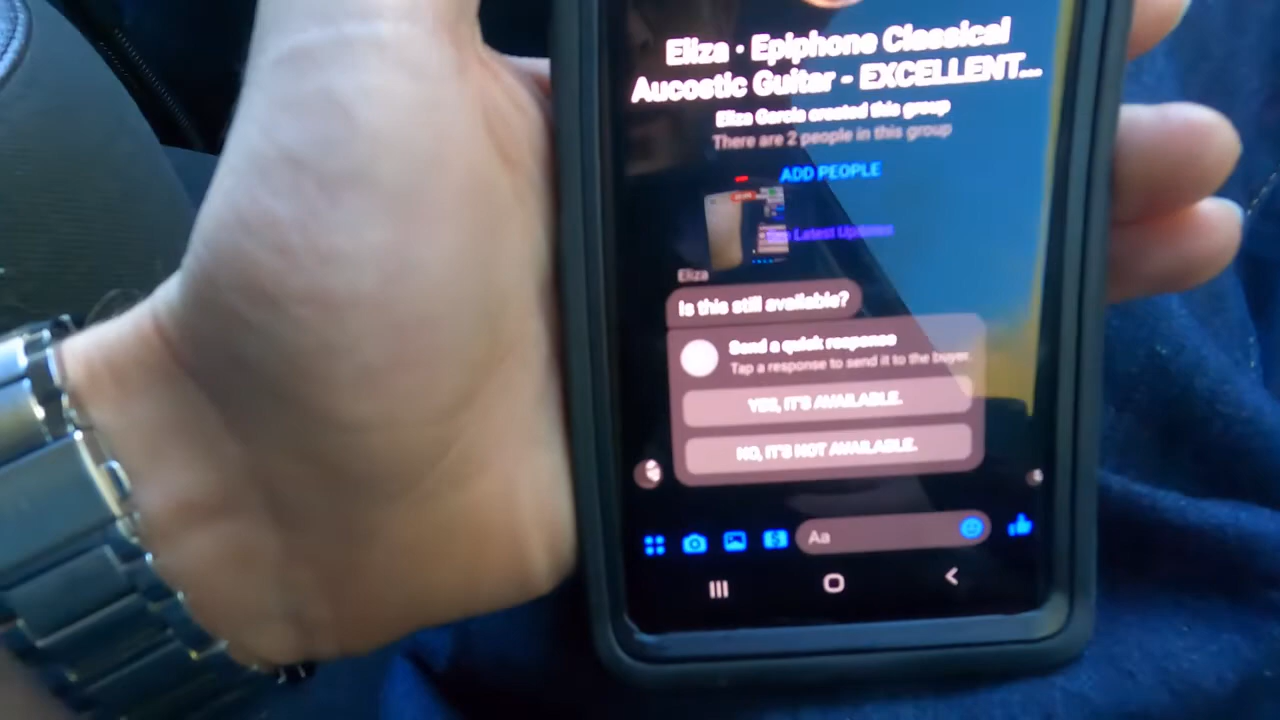 Eliza · Epiphone Classical
Aucostic Guitar - EXCELLENT...
Eliza Garcia created this group
There are 2 people in this group
ADD PEOPLE
Latest Updates
Eliza
Is this still available?
Send a quick response
Tap a response to send it to the buyer.
YES, IT'S AVAILABLE.
NO, IT'S NOT AVAILABLE.
Aa